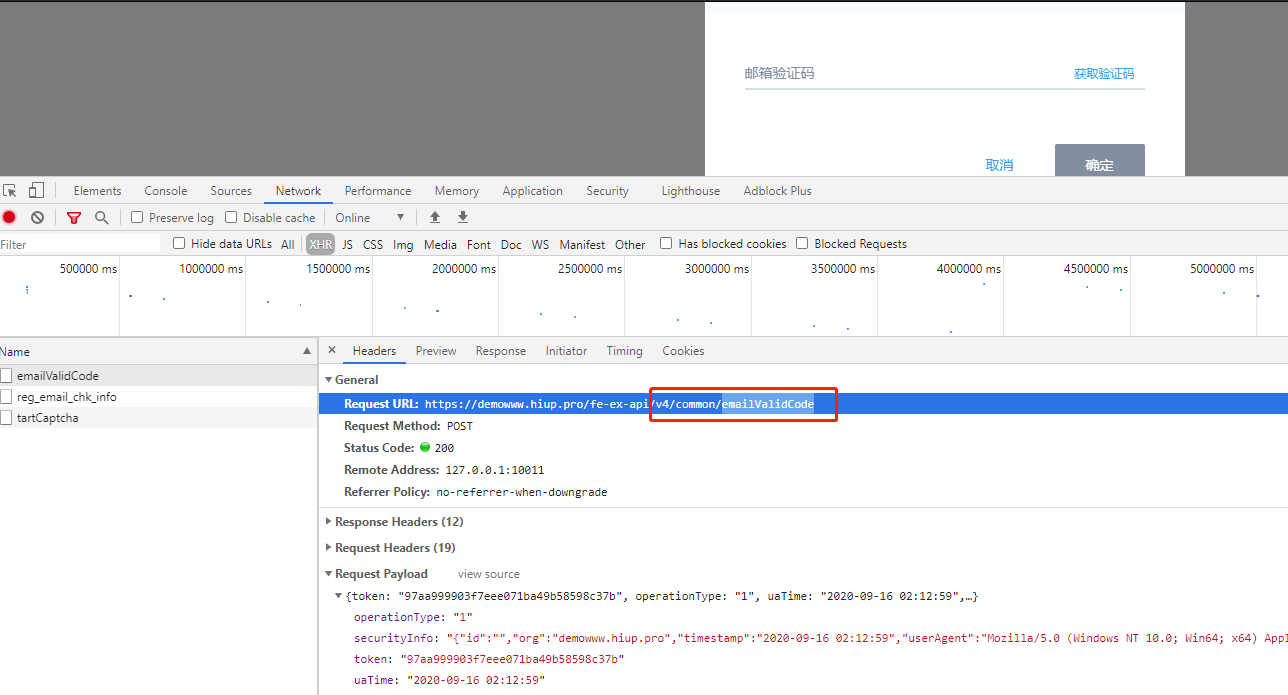 邮箱验证码 获取验证码
取消 确定
Elements Console Sources Network Performance Memory Application Security Lighthouse Adblock Plus
Preserve log Disable cache Online ▼
Filter Hide data URLs All XHR JS CSS Img Media Font Doc WS Manifest Other Has blocked cookies Blocked Requests
500000 ms 1000000 ms 1500000 ms 2000000 ms 2500000 ms 3000000 ms 3500000 ms 4000000 ms 4500000 ms 5000000 ms
Name ▲ × Headers Preview Response Initiator Timing Cookies
emailValidCode
reg_email_chk_info
tartCaptcha
▼ General
Request URL: https://demowww.hiup.pro/fe-ex-api/v4/common/emailValidCode
Request Method: POST
Status Code: 200
Remote Address: 127.0.0.1:10011
Referrer Policy: no-referrer-when-downgrade
▶ Response Headers (12)
▶ Request Headers (19)
▼ Request Payload view source
▼ {token: "97aa999903f7eee071ba49b58598c37b", operationType: "1", uaTime: "2020-09-16 02:12:59",…}
operationType: "1"
securityInfo: "{"id":"","org":"demowww.hiup.pro","timestamp":"2020-09-16 02:12:59","userAgent":"Mozilla/5.0 (Windows NT 10.0; Win64; x64) Appl
token: "97aa999903f7eee071ba49b58598c37b"
uaTime: "2020-09-16 02:12:59"